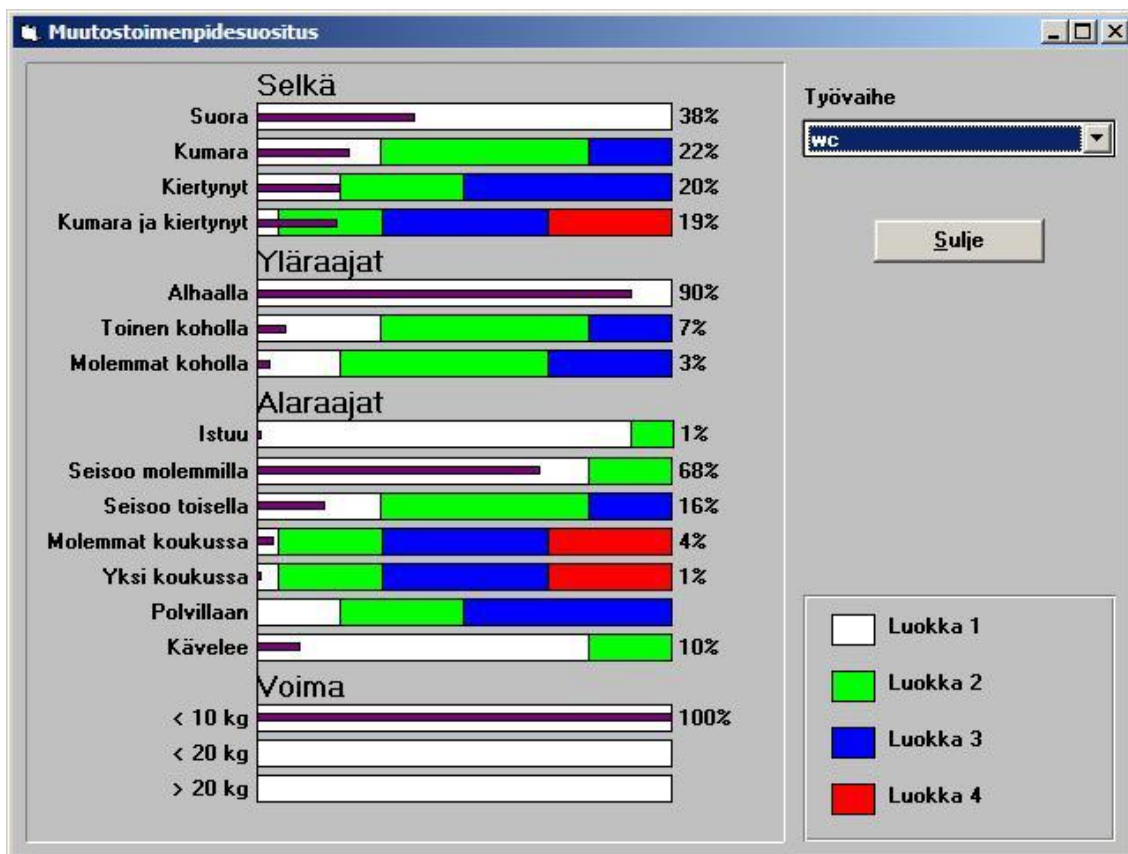 Muutostoimenpidesuositus
Selkä
Suora 38%
Kumara 22%
Kiertynyt 20%
Kumara ja kiertynyt 19%
Yläraajat
Alhaalla 90%
Toinen koholla 7%
Molemmat koholla 3%
Alaraajat
Istuu 1%
Seisoo molemmilla 68%
Seisoo toisella 16%
Molemmat koukussa 4%
Yksi koukussa 1%
Polvillaan
Kävelee 10%
Voima
< 10 kg 100%
< 20 kg
> 20 kg
Työvaihe
wc
Sulje
Luokka 1
Luokka 2
Luokka 3
Luokka 4